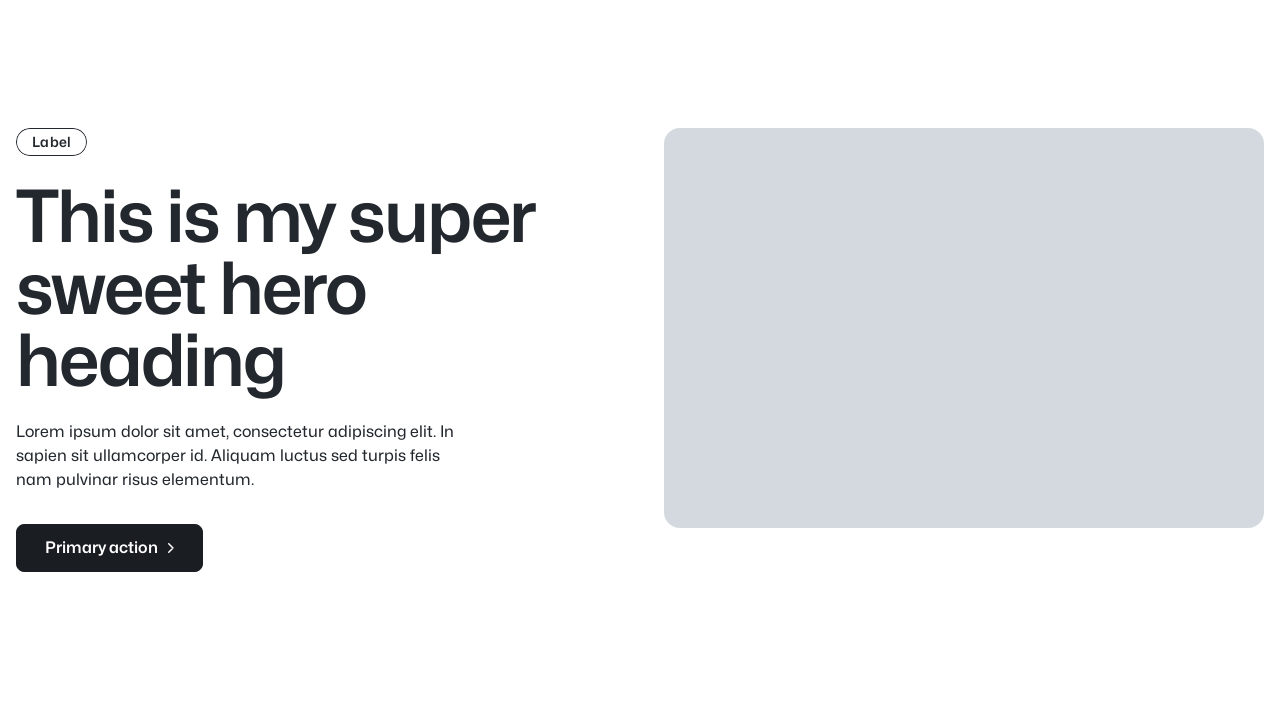 Label
This is my super
sweet hero
heading
Lorem ipsum dolor sit amet, consectetur adipiscing elit. In
sapien sit ullamcorper id. Aliquam luctus sed turpis felis
nam pulvinar risus elementum.
Primary action